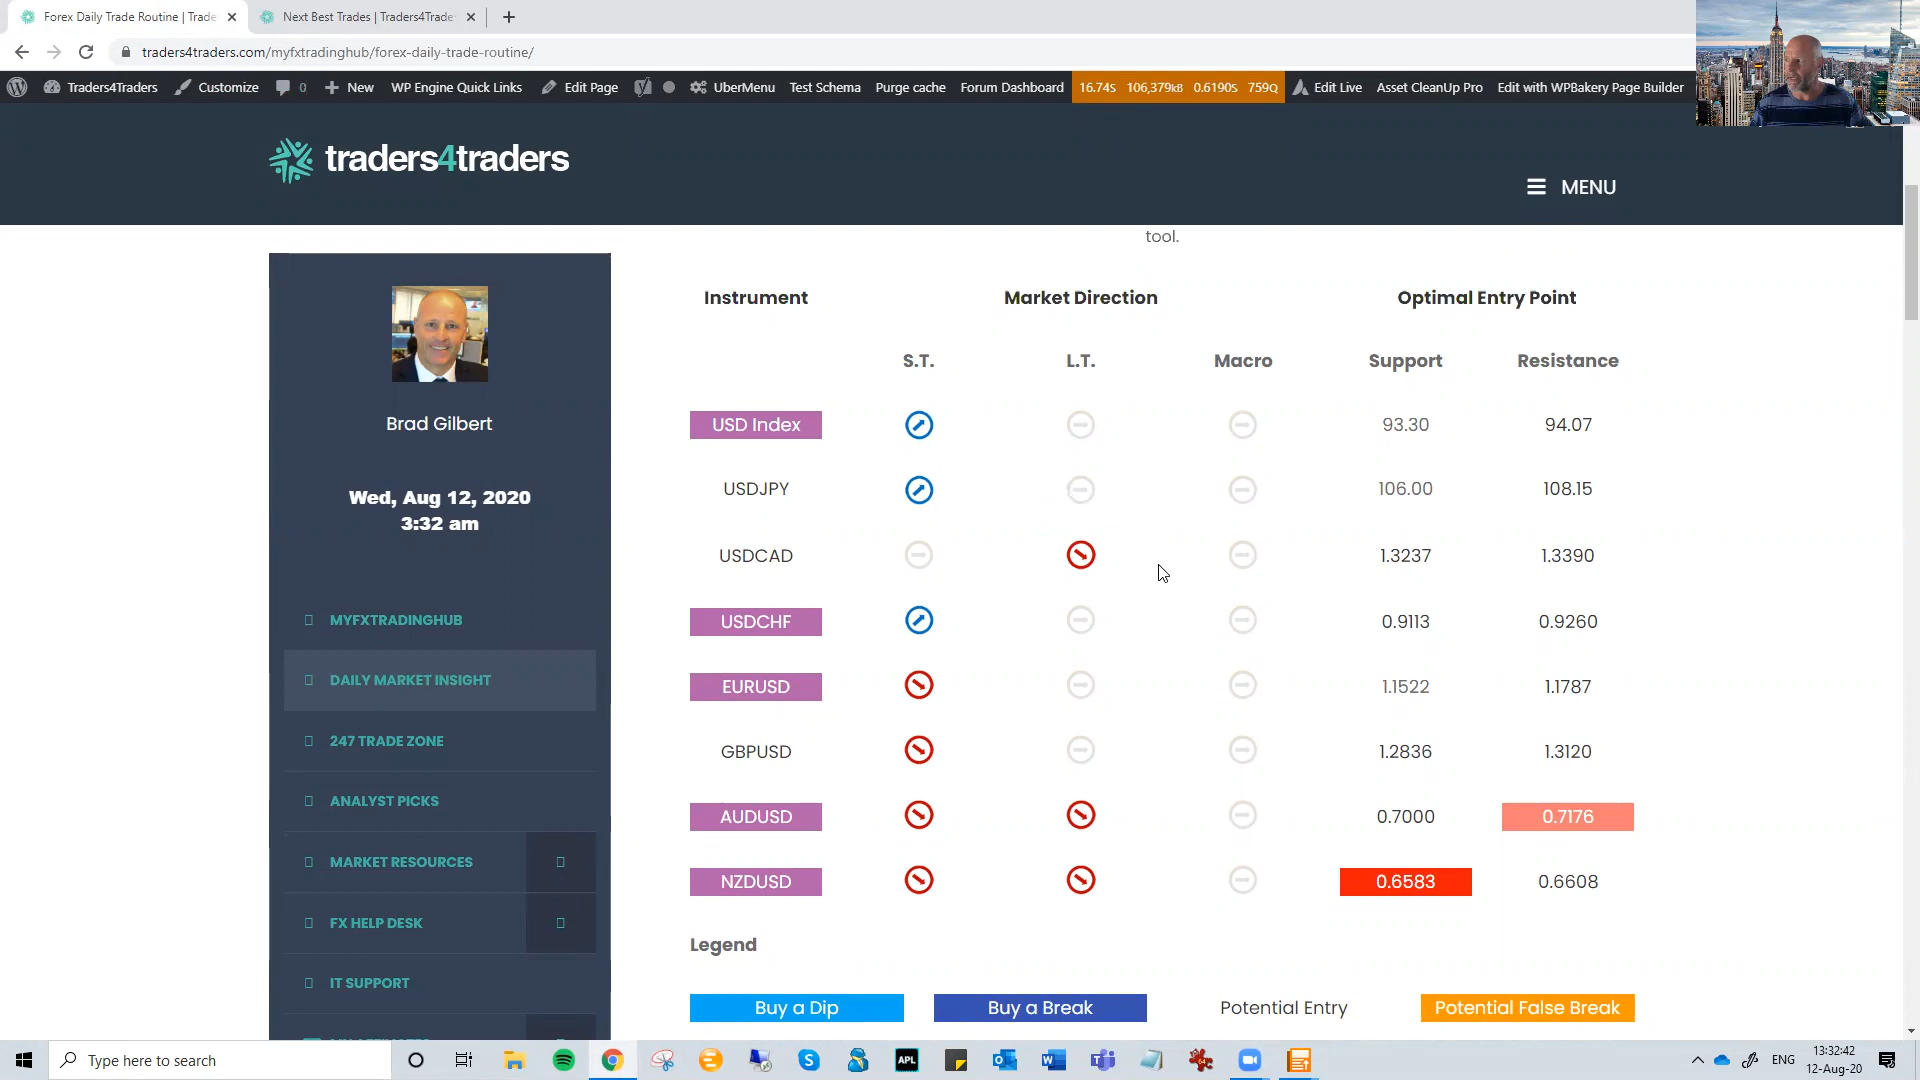 Forex Daily Trade Routine | Trade
Next Best Trades | Traders4Trade
traders4traders.com/myfxtradinghub/forex-daily-trade-routine/
Traders4Traders Customize 0 New WP Engine Quick Links Edit Page UberMenu Test Schema Purge cache Forum Dashboard 16.74S 106,379KB 0.6190S 759Q Edit Live Asset CleanUp Pro Edit with WPBakery Page Builder
traders4traders
MENU
tool.
Instrument Market Direction Optimal Entry Point
S.T. L.T. Macro Support Resistance
USD Index 93.30 94.07
USDJPY 106.00 108.15
USDCAD 1.3237 1.3390
USDCHF 0.9113 0.9260
EURUSD 1.1522 1.1787
GBPUSD 1.2836 1.3120
AUDUSD 0.7000 0.7176
NZDUSD 0.6583 0.6608
Legend
Buy a Dip Buy a Break Potential Entry Potential False Break
Brad Gilbert
Wed, Aug 12, 2020
3:32 am
MYFXTRADINGHUB
DAILY MARKET INSIGHT
247 TRADE ZONE
ANALYST PICKS
MARKET RESOURCES
FX HELP DESK
IT SUPPORT
Type here to search
APL
ENG
13:32:42
12-Aug-20